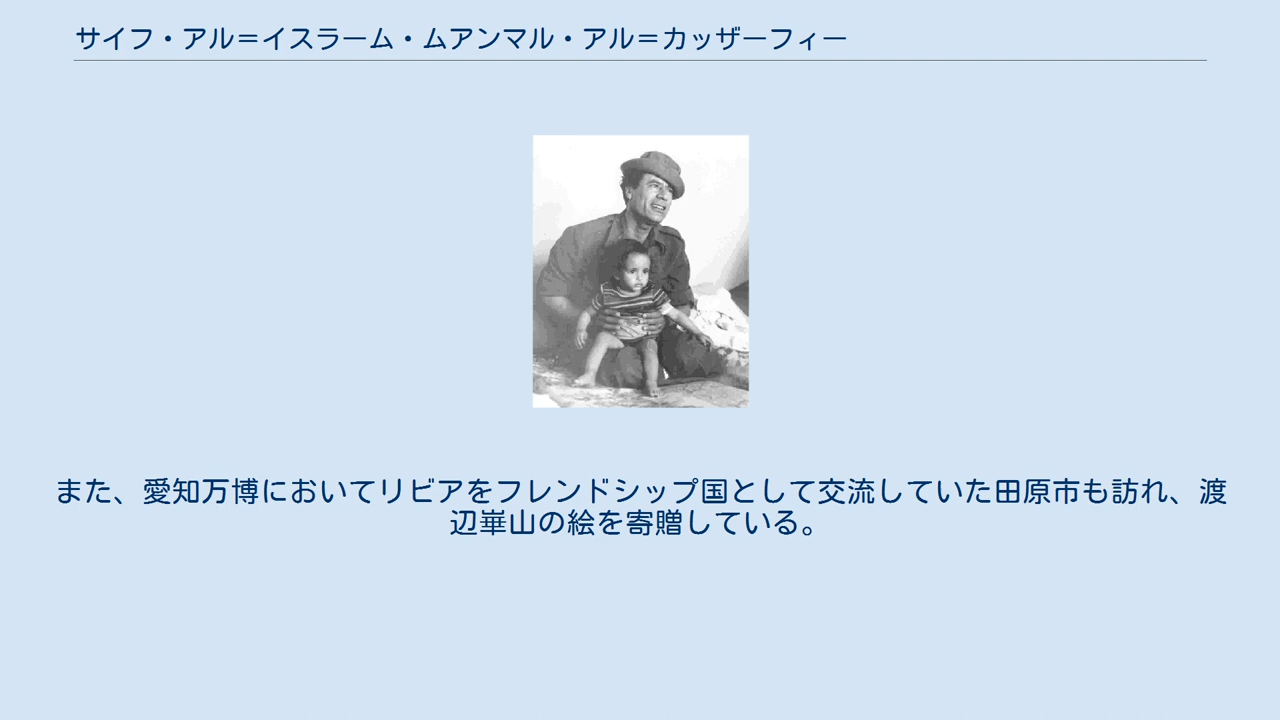 サイフ・アル＝イスラーム・ムアンマル・アル＝カッザーフィー
また、愛知万博においてリビアをフレンドシップ国として交流していた田原市も訪れ、渡
辺崋山の絵を寄贈している。